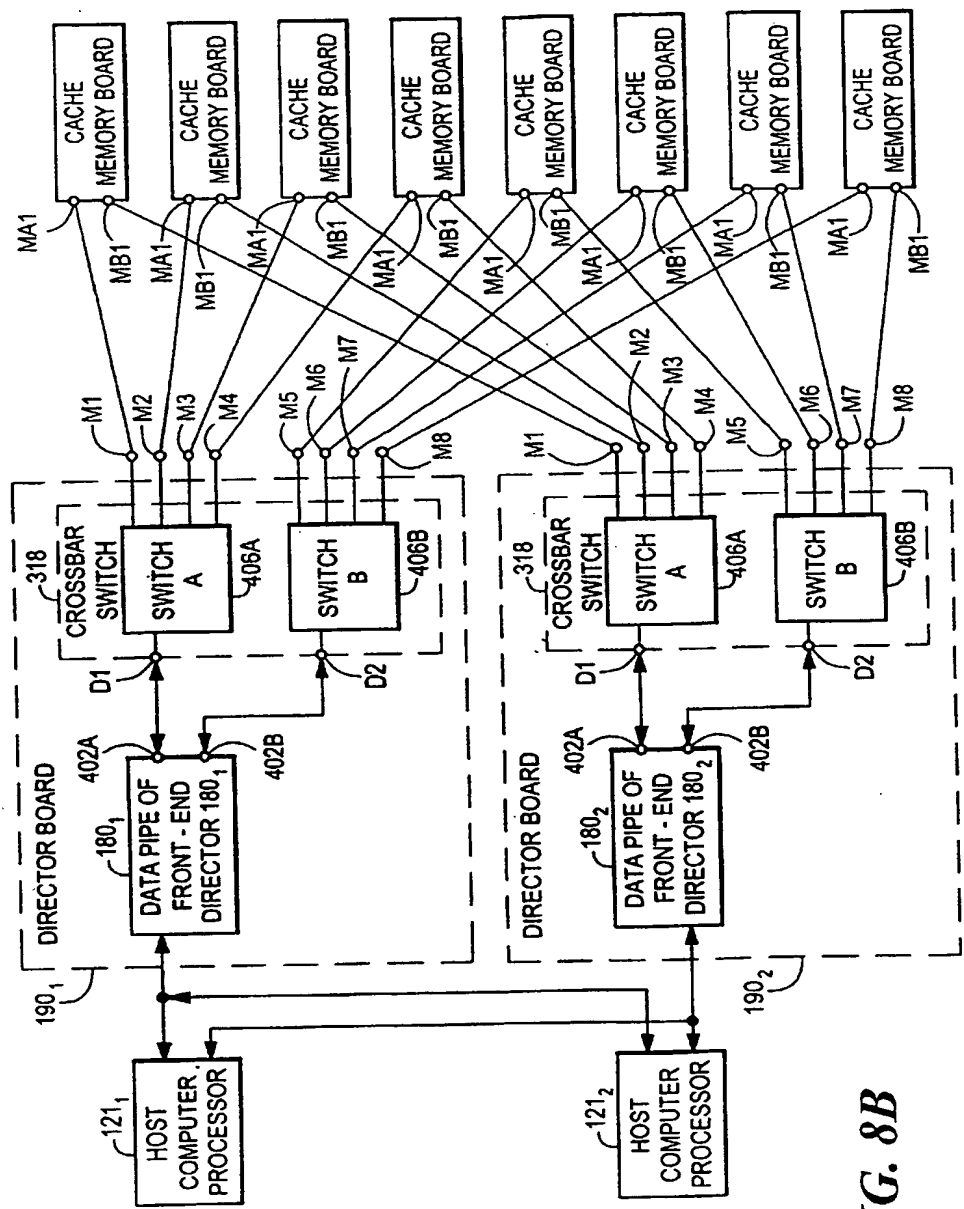 121₁
HOST
COMPUTER.
PROCESSOR
121₂
HOST
COMPUTER
PROCESSOR
190₁
DIRECTOR BOARD
180₁
DATA PIPE OF
FRONT - END
DIRECTOR 180₁
402A
402B
D1
D2
318
CROSSBAR
SWITCH
SWITCH
A
406A
SWITCH
B
406B
M1
M2
M3
M4
M5
M6
M7
M8
190₂
DIRECTOR BOARD
180₂
DATA PIPE OF
FRONT - END
DIRECTOR 180₂
402A
402B
D1
D2
318
CROSSBAR
SWITCH
SWITCH
A
406A
SWITCH
B
406B
M1
M2
M3
M4
M5
M6
M7
M8
MA1
MB1
CACHE
MEMORY BOARD
MA1
MB1
CACHE
MEMORY BOARD
MA1
MB1
CACHE
MEMORY BOARD
MA1
MB1
CACHE
MEMORY BOARD
MA1
MB1
CACHE
MEMORY BOARD
MA1
MB1
CACHE
MEMORY BOARD
MA1
MB1
CACHE
MEMORY BOARD
MA1
MB1
CACHE
MEMORY BOARD
G. 8B